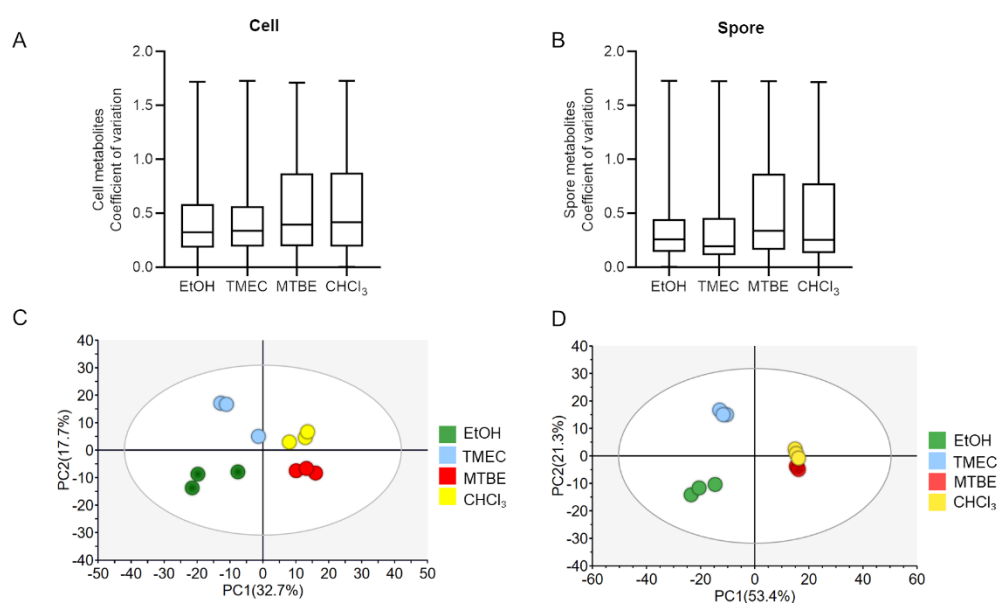 Cell
Spore
A
B
2.0
1.5
1.0
0.5
0.0
Cell metabolites
Coefficient of variation
EtOH TMEC MTBE CHCl₃
2.0
1.5
1.0
0.5
0.0
Spore metabolites
Coefficient of variation
EtOH TMEC MTBE CHCl₃
C
40
30
20
10
0
-10
-20
-30
-40
PC2(17.7%)
-50 -40 -30 -20 -10 0 10 20 30 40 50
PC1(32.7%)
EtOH
TMEC
MTBE
CHCl₃
D
40
30
20
10
0
-10
-20
-30
-40
PC2(21.3%)
-60 -40 -20 0 20 40 60
PC1(53.4%)
EtOH
TMEC
MTBE
CHCl₃